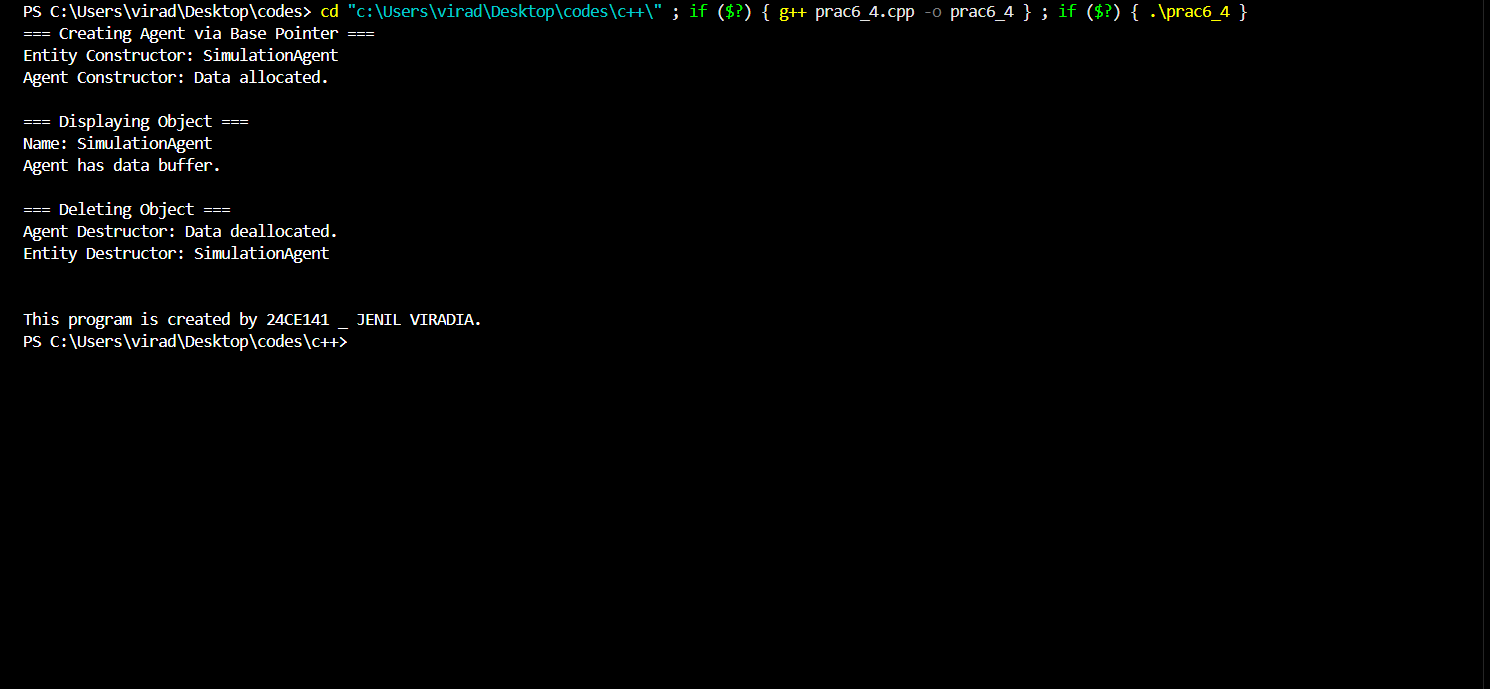 PS C:\Users\virad\Desktop\codes> cd "c:\Users\virad\Desktop\codes\c++\" ; if ($?) { g++ prac6_4.cpp -o prac6_4 } ; if ($?) { .\prac6_4 }
=== Creating Agent via Base Pointer ===
Entity Constructor: SimulationAgent
Agent Constructor: Data allocated.
=== Displaying Object ===
Name: SimulationAgent
Agent has data buffer.
=== Deleting Object ===
Agent Destructor: Data deallocated.
Entity Destructor: SimulationAgent
This program is created by 24CE141 _ JENIL VIRADIA.
PS C:\Users\virad\Desktop\codes\c++>